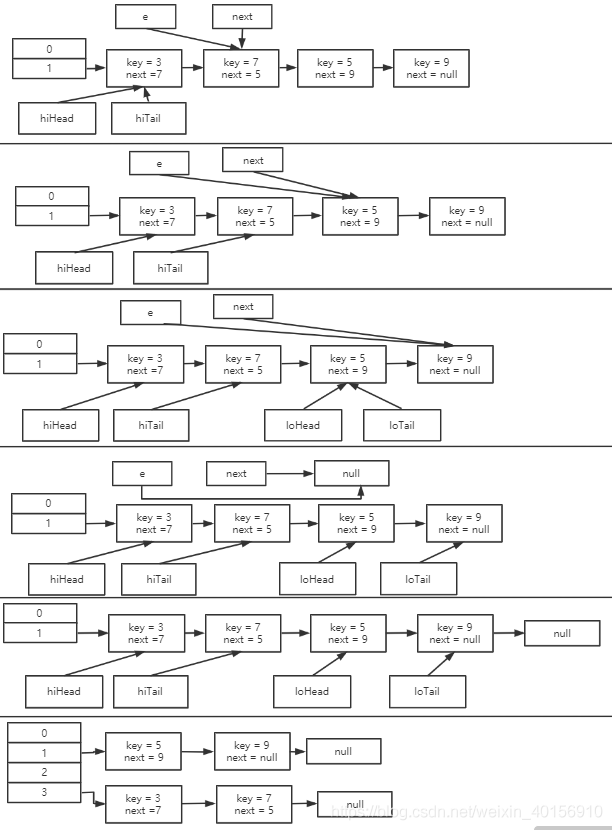 e
next
0
1
key = 3
next =7
key = 7
next = 5
key = 5
next = 9
key = 9
next = null
hiHead
hiTail
e
next
0
1
key = 3
next =7
key = 7
next = 5
key = 5
next = 9
key = 9
next = null
hiHead
hiTail
e
next
0
1
key = 3
next =7
key = 7
next = 5
key = 5
next = 9
key = 9
next = null
hiHead
hiTail
loHead
loTail
e
next
null
0
1
key = 3
next =7
key = 7
next = 5
key = 5
next = 9
key = 9
next = null
hiHead
hiTail
loHead
loTail
0
1
key = 3
next =7
key = 7
next = 5
key = 5
next = 9
key = 9
next = null
null
hiHead
hiTail
loHead
loTail
0
1
2
3
key = 5
next = 9
key = 9
next = null
null
key = 3
next =7
key = 7
next = 5
null
https://blog.csdn.net/weixin_40156910